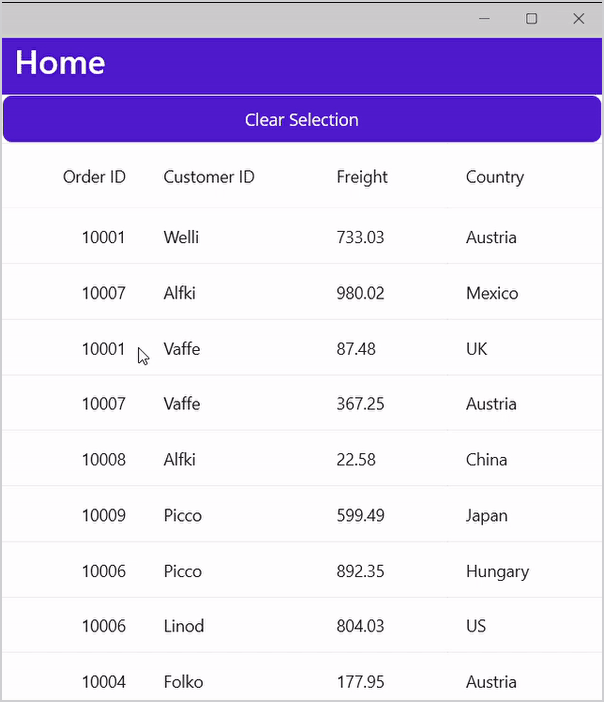 Home
Clear Selection
Order ID Customer ID Freight Country
10001 Welli 733.03 Austria
10007 Alfki 980.02 Mexico
10001 Vaffe 87.48 UK
10007 Vaffe 367.25 Austria
10008 Alfki 22.58 China
10009 Picco 599.49 Japan
10006 Picco 892.35 Hungary
10006 Linod 804.03 US
10004 Folko 177.95 Austria